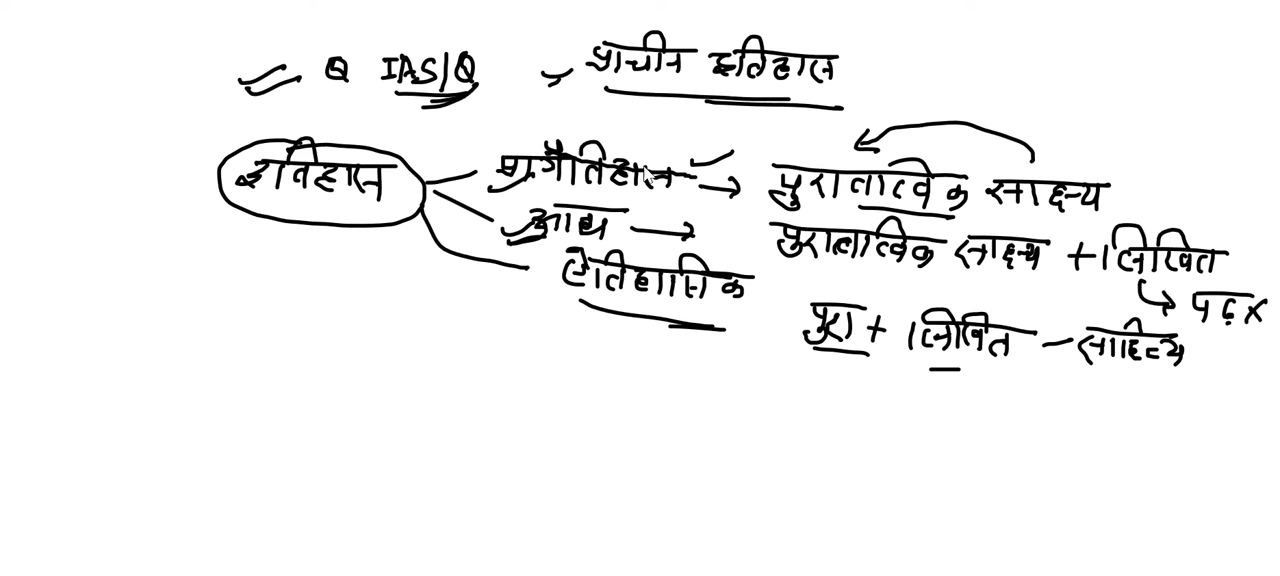 Q IAS/Q प्राचीन इतिहास
इतिहास प्रागैतिहास → पुरातात्विक साक्ष्य
आद्य → पुरातात्विक साक्ष्य + लिखित
ऐतिहासिक → पढ़ x
पुरा + लिखित - साहित्य